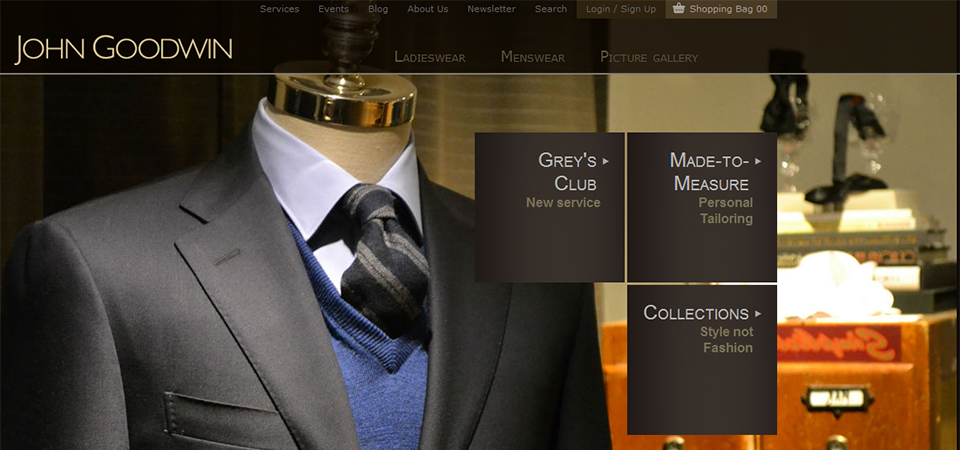 Services Events Blog About Us Newsletter Search Login / Sign Up Shopping Bag 00
JOHN GOODWIN
LADIESWEAR MENSWEAR PICTURE GALLERY
GREY'S
CLUB
New service
MADE-TO-
MEASURE
Personal
Tailoring
COLLECTIONS
Style not
Fashion